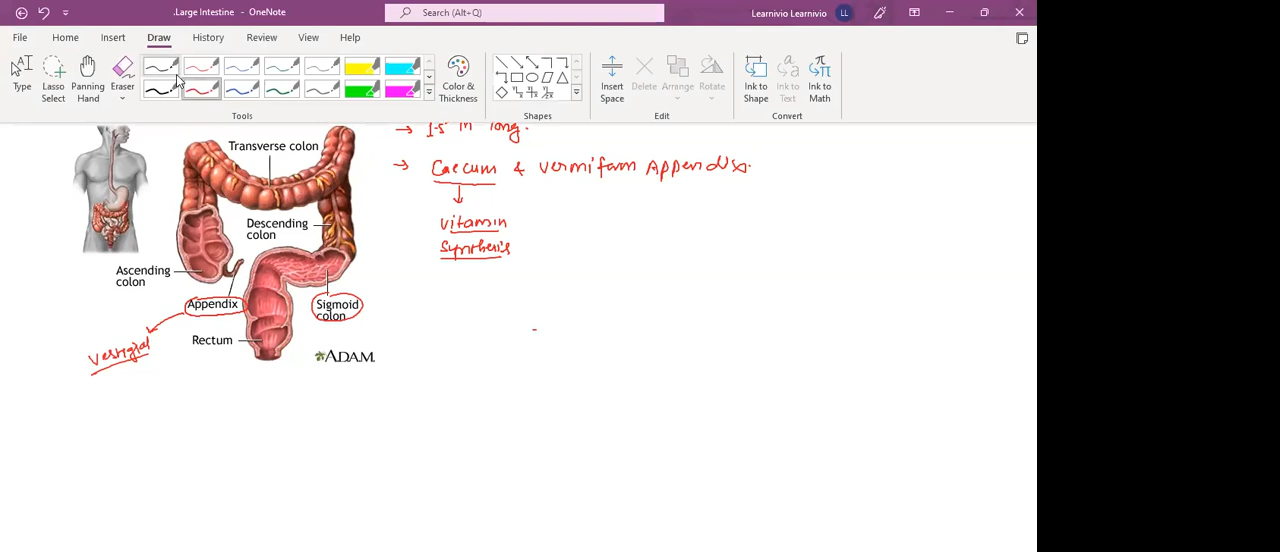 .Large Intestine - OneNote
Search (Alt+Q)
Learnivio Learnivio
LL
File Home Insert Draw History Review View Help
Type
Lasso Select
Panning Hand
Eraser
Color & Thickness
Insert Space
Delete
Arrange
Rotate
Ink to Shape
Ink to Text
Ink to Math
Tools
Shapes
Edit
Convert
→ 1.5 m long.
→ Caecum & vermiform Appendix.
↓
vitamin
Synthesis
Transverse colon
Descending
colon
Ascending
colon
Appendix
Sigmoid
colon
Rectum
Vestigial
ADAM.